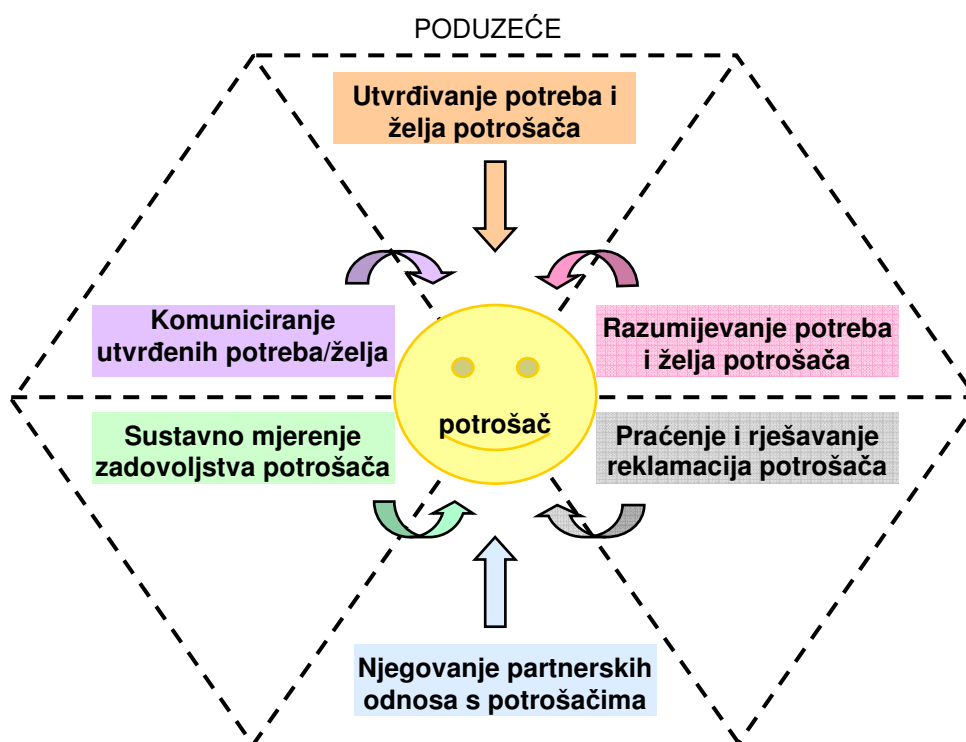 PODUZEĆE
Utvrđivanje potreba i
želja potrošača
Komuniciranje
utvrđenih potreba/želja
Razumijevanje potreba
i želja potrošača
potrošač
Sustavno mjerenje
zadovoljstva potrošača
Praćenje i rješavanje
reklamacija potrošača
Njegovanje partnerskih
odnosa s potrošačima